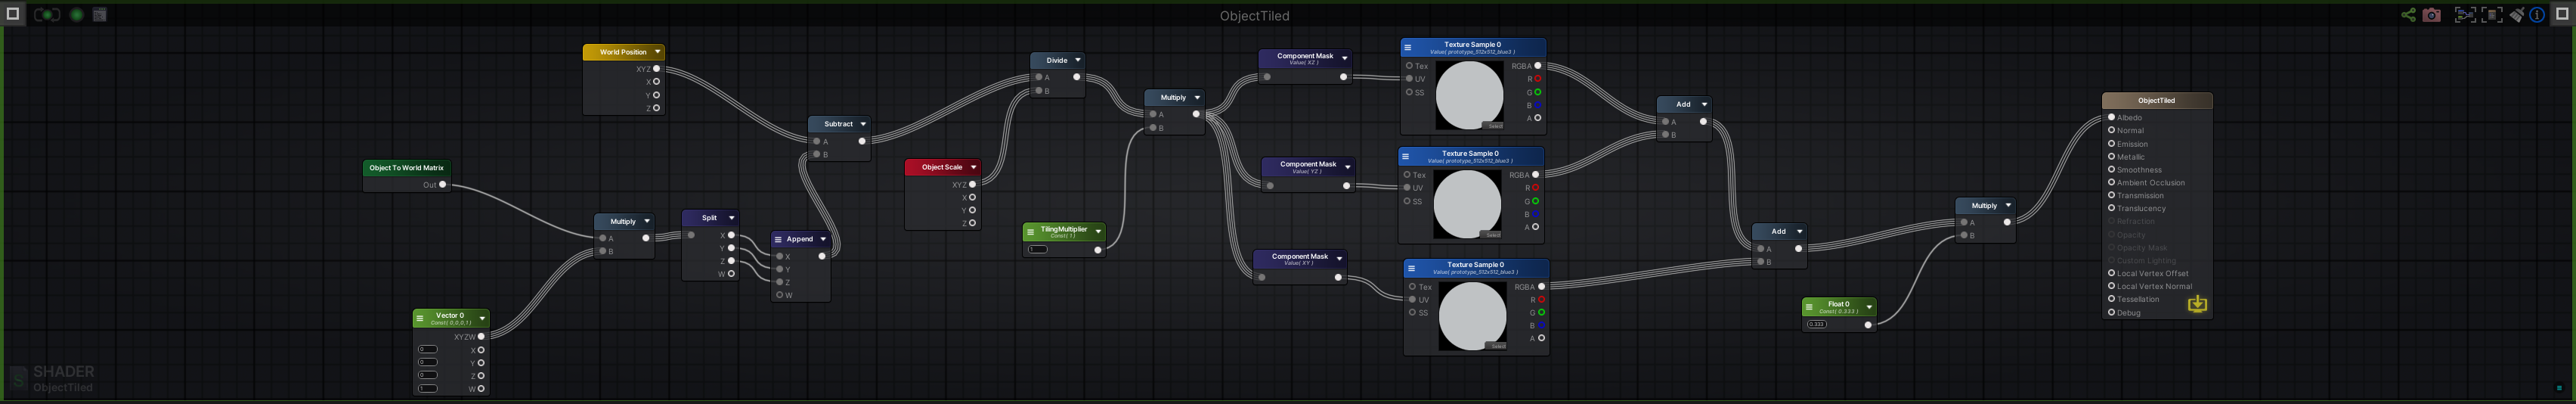 ObjectTiled
World Position
XYZ
X
Y
Z
Object To World Matrix
Out
Vector 0
Const( 0,0,0,1 )
XYZW
0 X
0 Y
0 Z
1 W
Multiply
A
B
Split
X
Y
Z
W
Append
X
Y
Z
W
Subtract
A
B
Object Scale
XYZ
X
Y
Z
Divide
A
B
TilingMultiplier
Const( 1 )
1
Multiply
A
B
Component Mask
Value( XZ )
Component Mask
Value( YZ )
Component Mask
Value( XY )
Texture Sample 0
Value( prototype_512x512_blue3 )
Tex RGBA
UV R
SS G
B
A
Select
Texture Sample 0
Value( prototype_512x512_blue3 )
Tex RGBA
UV R
SS G
B
A
Select
Texture Sample 0
Value( prototype_512x512_blue3 )
Tex RGBA
UV R
SS G
B
A
Select
Add
A
B
Add
A
B
Float 0
Const( 0.333 )
0.333
Multiply
A
B
ObjectTiled
Albedo
Normal
Emission
Metallic
Smoothness
Ambient Occlusion
Transmission
Translucency
Refraction
Opacity
Opacity Mask
Custom Lighting
Local Vertex Offset
Local Vertex Normal
Tessellation
Debug
SHADER
ObjectTiled